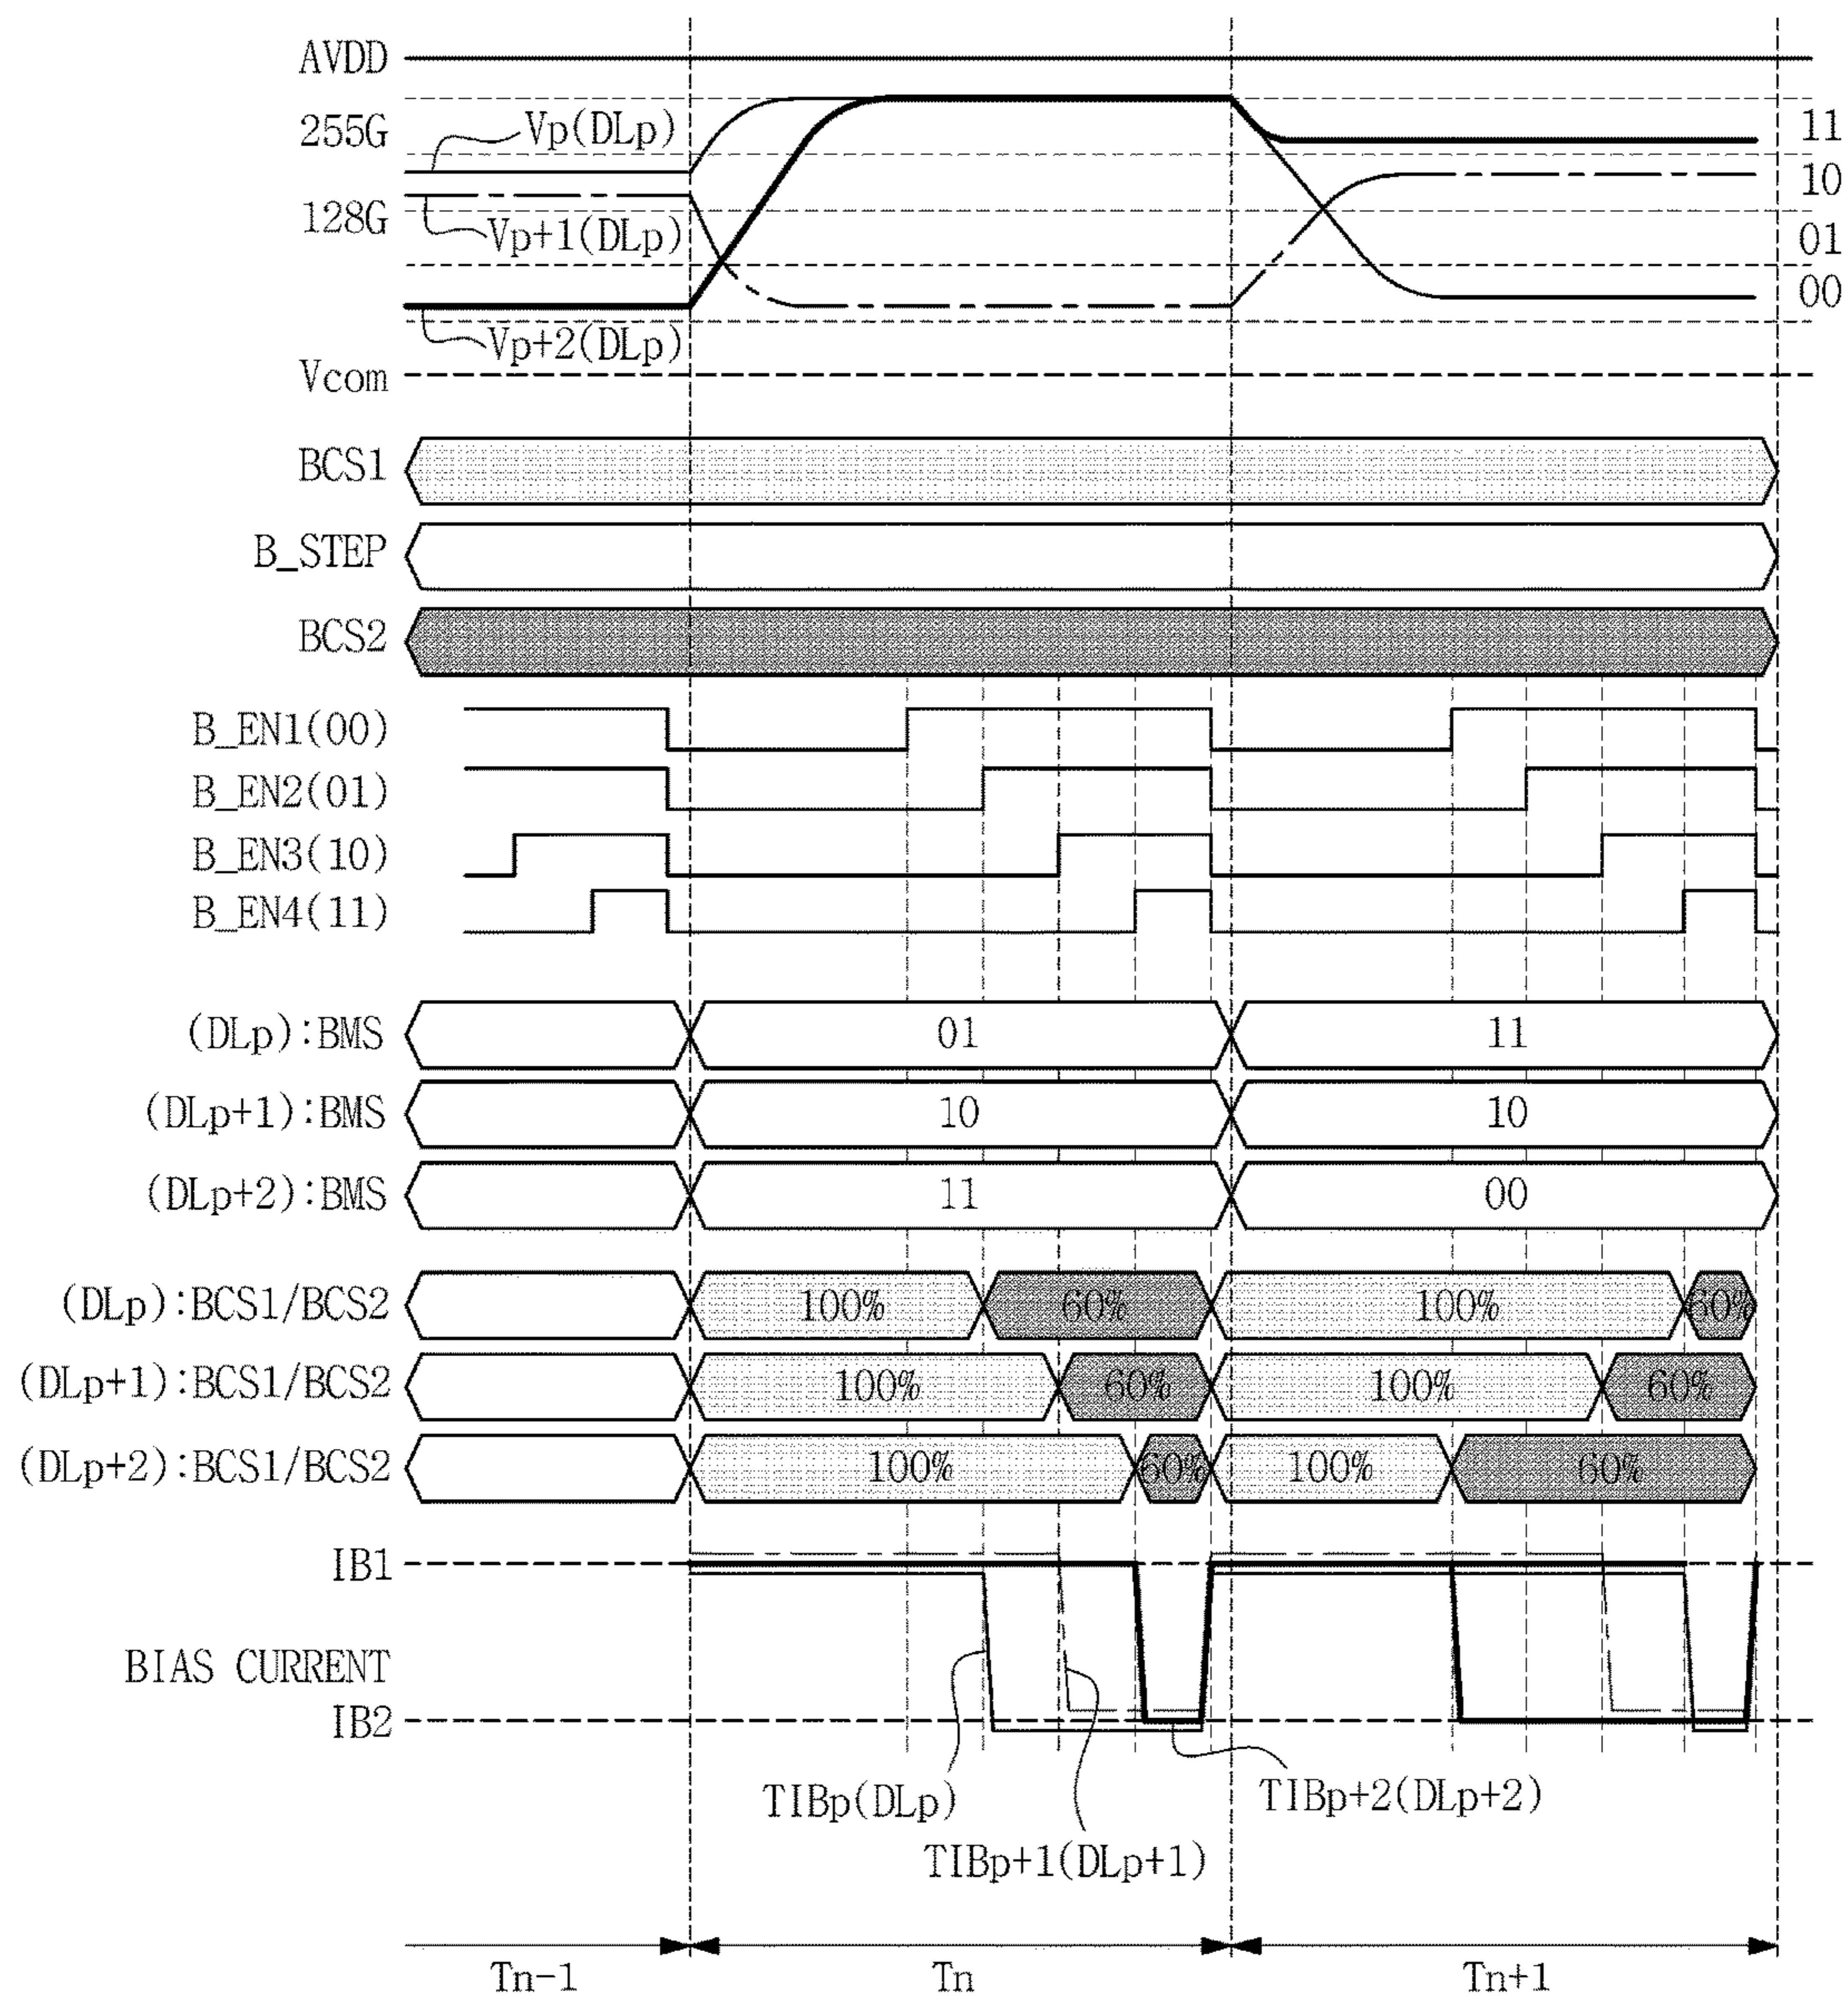 AVDD
255G
Vp(DLp)
11
10
128G
Vp+1(DLp)
01
00
Vp+2(DLp)
Vcom
BCS1
B_STEP
BCS2
B_EN1(00)
B_EN2(01)
B_EN3(10)
B_EN4(11)
(DLp):BMS 01 11
(DLp+1):BMS 10 10
(DLp+2):BMS 11 00
(DLp):BCS1/BCS2 100% 60% 100% 60%
(DLp+1):BCS1/BCS2 100% 60% 100% 60%
(DLp+2):BCS1/BCS2 100% 60% 100% 60%
IB1
BIAS CURRENT
IB2
TIBp(DLp) TIBp+2(DLp+2)
TIBp+1(DLp+1)
Tn-1 Tn Tn+1